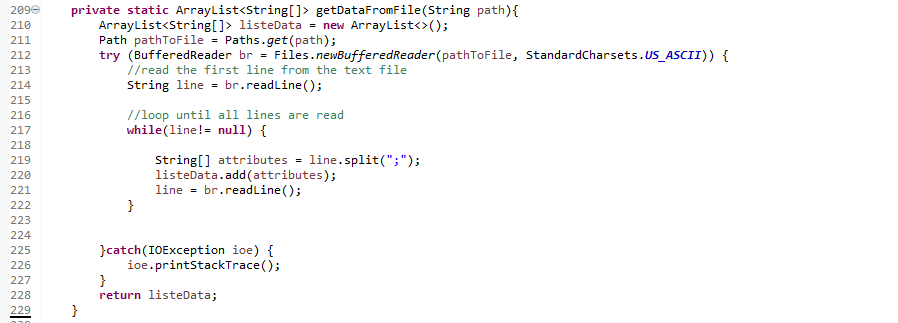 209 private static ArrayList<String[]> getDataFromFile(String path){
210 ArrayList<String[]> listeData = new ArrayList<>();
211 Path pathToFile = Paths.get(path);
212 try (BufferedReader br = Files.newBufferedReader(pathToFile, StandardCharsets.US_ASCII)) {
213 //read the first line from the text file
214 String line = br.readLine();
215
216 //loop until all lines are read
217 while(line!= null) {
218
219 String[] attributes = line.split(";");
220 listeData.add(attributes);
221 line = br.readLine();
222 }
223
224
225 }catch(IOException ioe) {
226 ioe.printStackTrace();
227 }
228 return listeData;
229 }